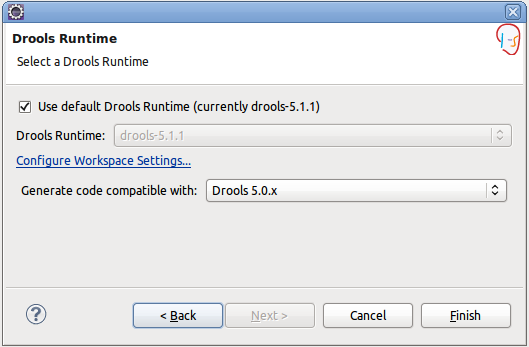 Drools Runtime
Select a Drools Runtime
Use default Drools Runtime (currently drools-5.1.1)
Drools Runtime: drools-5.1.1
Configure Workspace Settings...
Generate code compatible with: Drools 5.0.x
? < Back Next > Cancel Finish